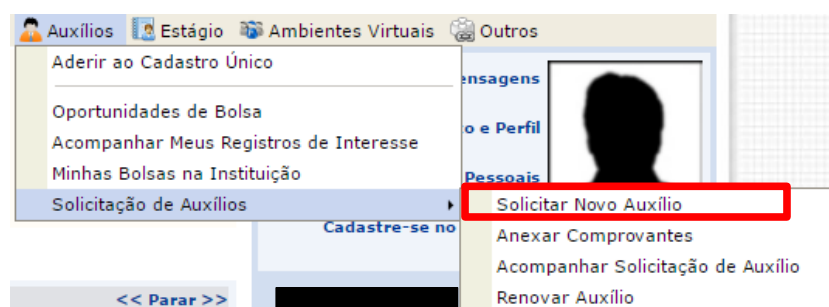 Auxílios Estágio Ambientes Virtuais Outros
Aderir ao Cadastro Único
Oportunidades de Bolsa
Acompanhar Meus Registros de Interesse
Minhas Bolsas na Instituição
Solicitação de Auxílios
e Perfil
Pessoais
Solicitar Novo Auxílio
Cadastre-se no
Anexar Comprovantes
Acompanhar Solicitação de Auxílio
<< Parar >>
Renovar Auxílio